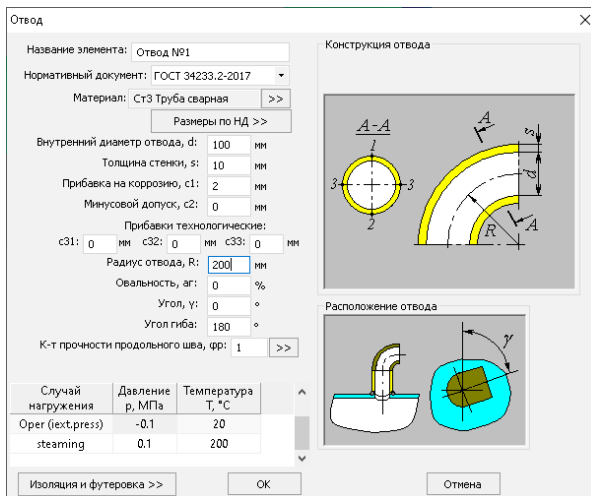 Отвод
Название элемента: Отвод №1
Нормативный документ: ГОСТ 34233.2-2017
Материал: Ст3 Труба сварная >>
Размеры по НД >>
Внутренний диаметр отвода, d: 100 мм
Толщина стенки, s: 10 мм
Прибавка на коррозию, c1: 2 мм
Минусовой допуск, c2: 0 мм
Прибавки технологические:
c31: 0 мм c32: 0 мм c33: 0 мм
Радиус отвода, R: 200 мм
Овальность, aг: 0 %
Угол, γ: 0 °
Угол гиба: 180 °
К-т прочности продольного шва, φp: 1 >>
Случай нагружения Давление p, МПа Температура T, °C
Oper (iext.press) -0.1 20
steaming 0.1 200
Изоляция и футеровка >> OK Отмена
Конструкция отвода
A-A
1
3 3
2
A
s
d
R
A
Расположение отвода
γ